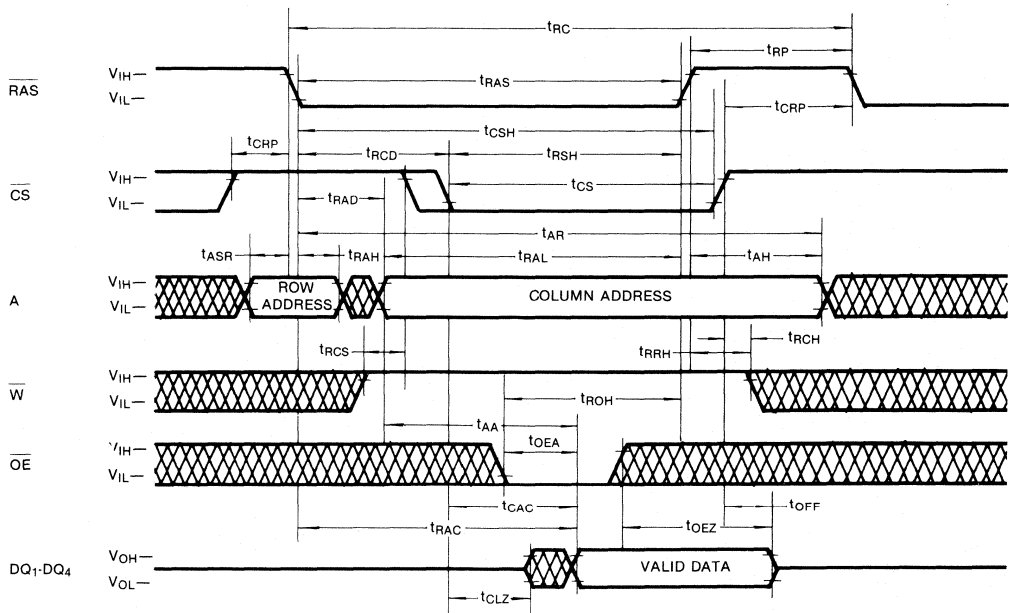 tRC
tRP
RAS
VIH
VIL
tRAS
tCRP
tCSH
tCRP
tRCD
tRSH
CS
VIH
VIL
tCS
tRAD
tAR
tASR
tRAH
tRAL
tAH
A
VIH
VIL
ROW
ADDRESS
COLUMN ADDRESS
tRCS
tRRH
tRCH
W
VIH
VIL
tROH
tAA
OE
VIH
VIL
tOEA
tCAC
tOFF
tRAC
tOEZ
DQ1-DQ4
VOH
VOL
VALID DATA
tCLZ